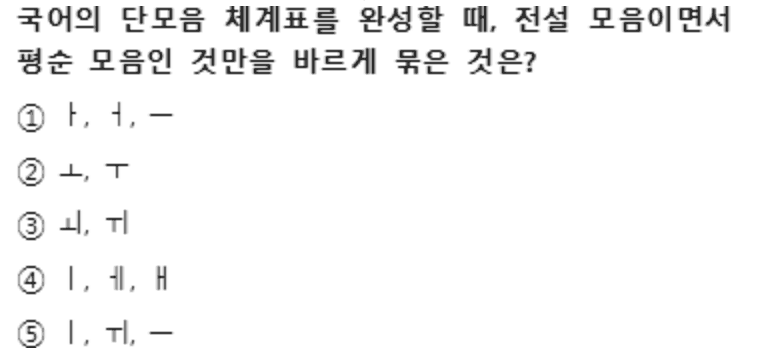 국어의 단모음 체계표를 완성할 때, 전설 모음이면서
평순 모음인 것만을 바르게 묶은 것은?
① ㅏ, ㅓ, ㅡ
② ㅗ, ㅜ
③ ㅚ, ㅟ
④ ㅣ, ㅔ, ㅐ
⑤ ㅣ, ㅟ, ㅡ